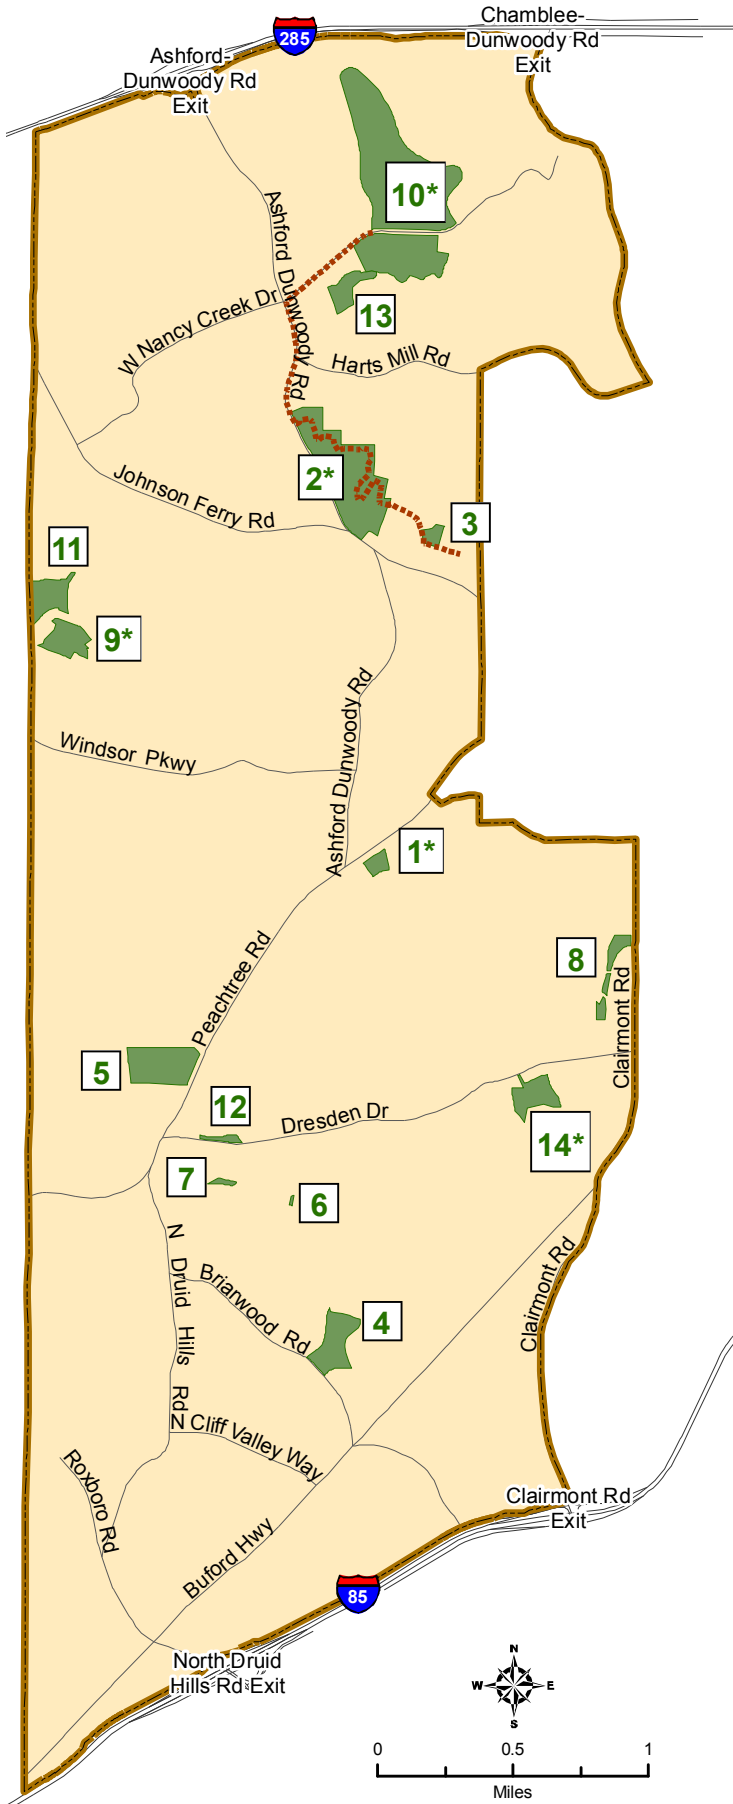 Chamblee-
Dunwoody Rd
Exit
285
Ashford-
Dunwoody Rd
Exit
10*
Ashford Dunwoody Rd
13
W Nancy Creek Dr
Harts Mill Rd
2*
Johnson Ferry Rd
3
11
9*
Ashford Dunwoody Rd
Windsor Pkwy
1*
8
Peachtree Rd
Clairmont Rd
5
12
Dresden Dr
14*
7
6
N Druid Hills Rd
Briarwood Rd
Clairmont Rd
4
N Cliff Valley Way
Roxboro Rd
Clairmont Rd
Exit
Buford Hwy
85
North Druid
Hills Rd Exit
N
W E
S
0 0.5 1
Miles